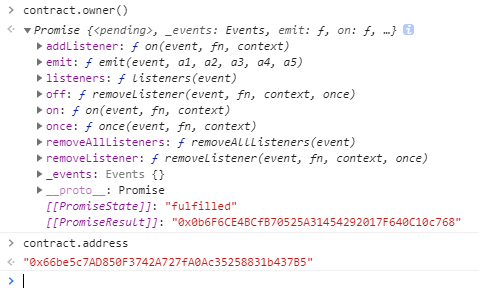 > contract.owner()
<· ▼ Promise {<pending>, _events: Events, emit: ƒ, on: ƒ, …} i
▶ addListener: ƒ on(event, fn, context)
▶ emit: ƒ emit(event, a1, a2, a3, a4, a5)
▶ listeners: ƒ listeners(event)
▶ off: ƒ removeListener(event, fn, context, once)
▶ on: ƒ on(event, fn, context)
▶ once: ƒ once(event, fn, context)
▶ removeAllListeners: ƒ removeAllListeners(event)
▶ removeListener: ƒ removeListener(event, fn, context, once)
▶ _events: Events {}
▶ __proto__: Promise
[[PromiseState]]: "fulfilled"
[[PromiseResult]]: "0x0b6F6CE4BCfB70525A31454292017F640C10c768"
> contract.address
<· "0x66be5c7AD850F3742A727fA0Ac35258831b437B5"
>